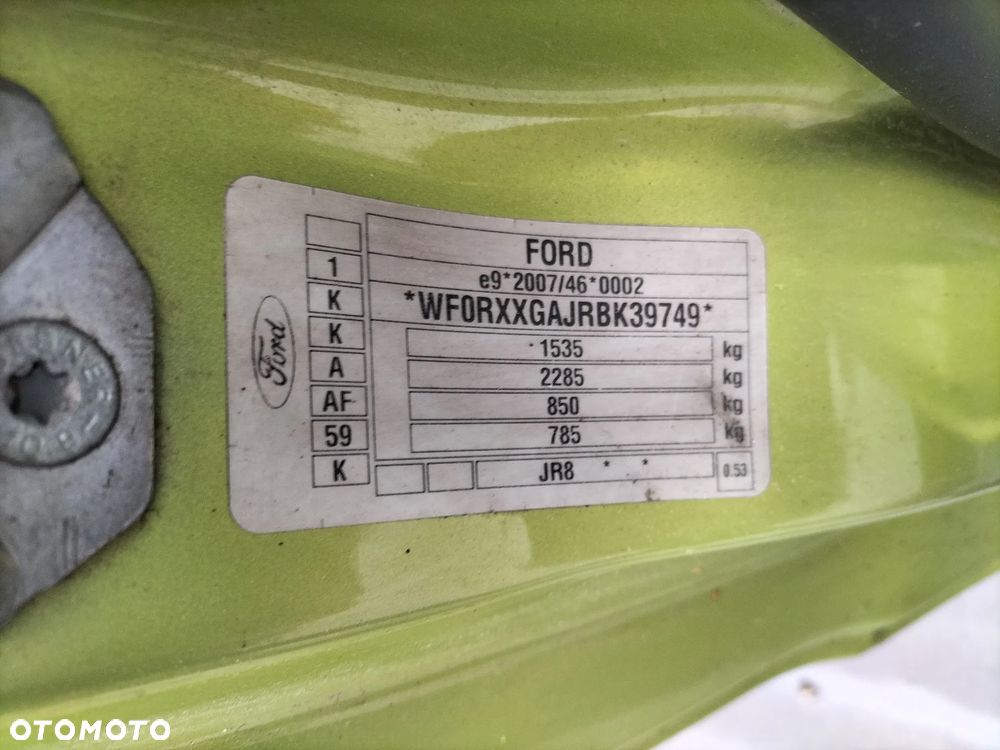 FORD
e9*2007/46*0002
*WF0RXXGAJRBK39749*
1
K
K
A
AF
59
K
Ford
1535 kg
2285 kg
850 kg
785 kg
JR8 * *
0.53
OTOMOTO